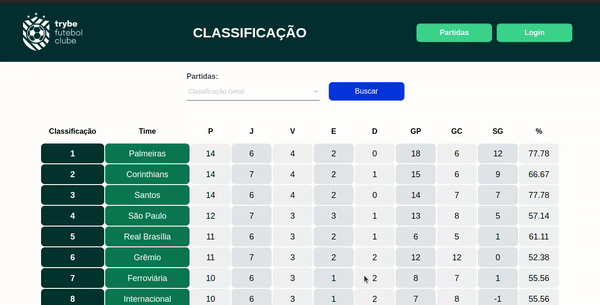 trybe
futebol
clube
CLASSIFICAÇÃO
Partidas
Login
Partidas:
Classificação Geral
Buscar
Classificação Time P J V E D GP GC SG %
1 Palmeiras 14 6 4 2 0 18 6 12 77.78
2 Corinthians 14 7 4 2 1 15 6 9 66.67
3 Santos 14 6 4 2 0 14 7 7 77.78
4 São Paulo 12 7 3 3 1 13 8 5 57.14
5 Real Brasília 11 6 3 2 1 6 5 1 61.11
6 Grêmio 11 7 3 2 2 12 12 0 52.38
7 Ferroviária 10 6 3 1 2 8 7 1 55.56
8 Internacional 10 6 3 1 2 7 8 -1 55.56